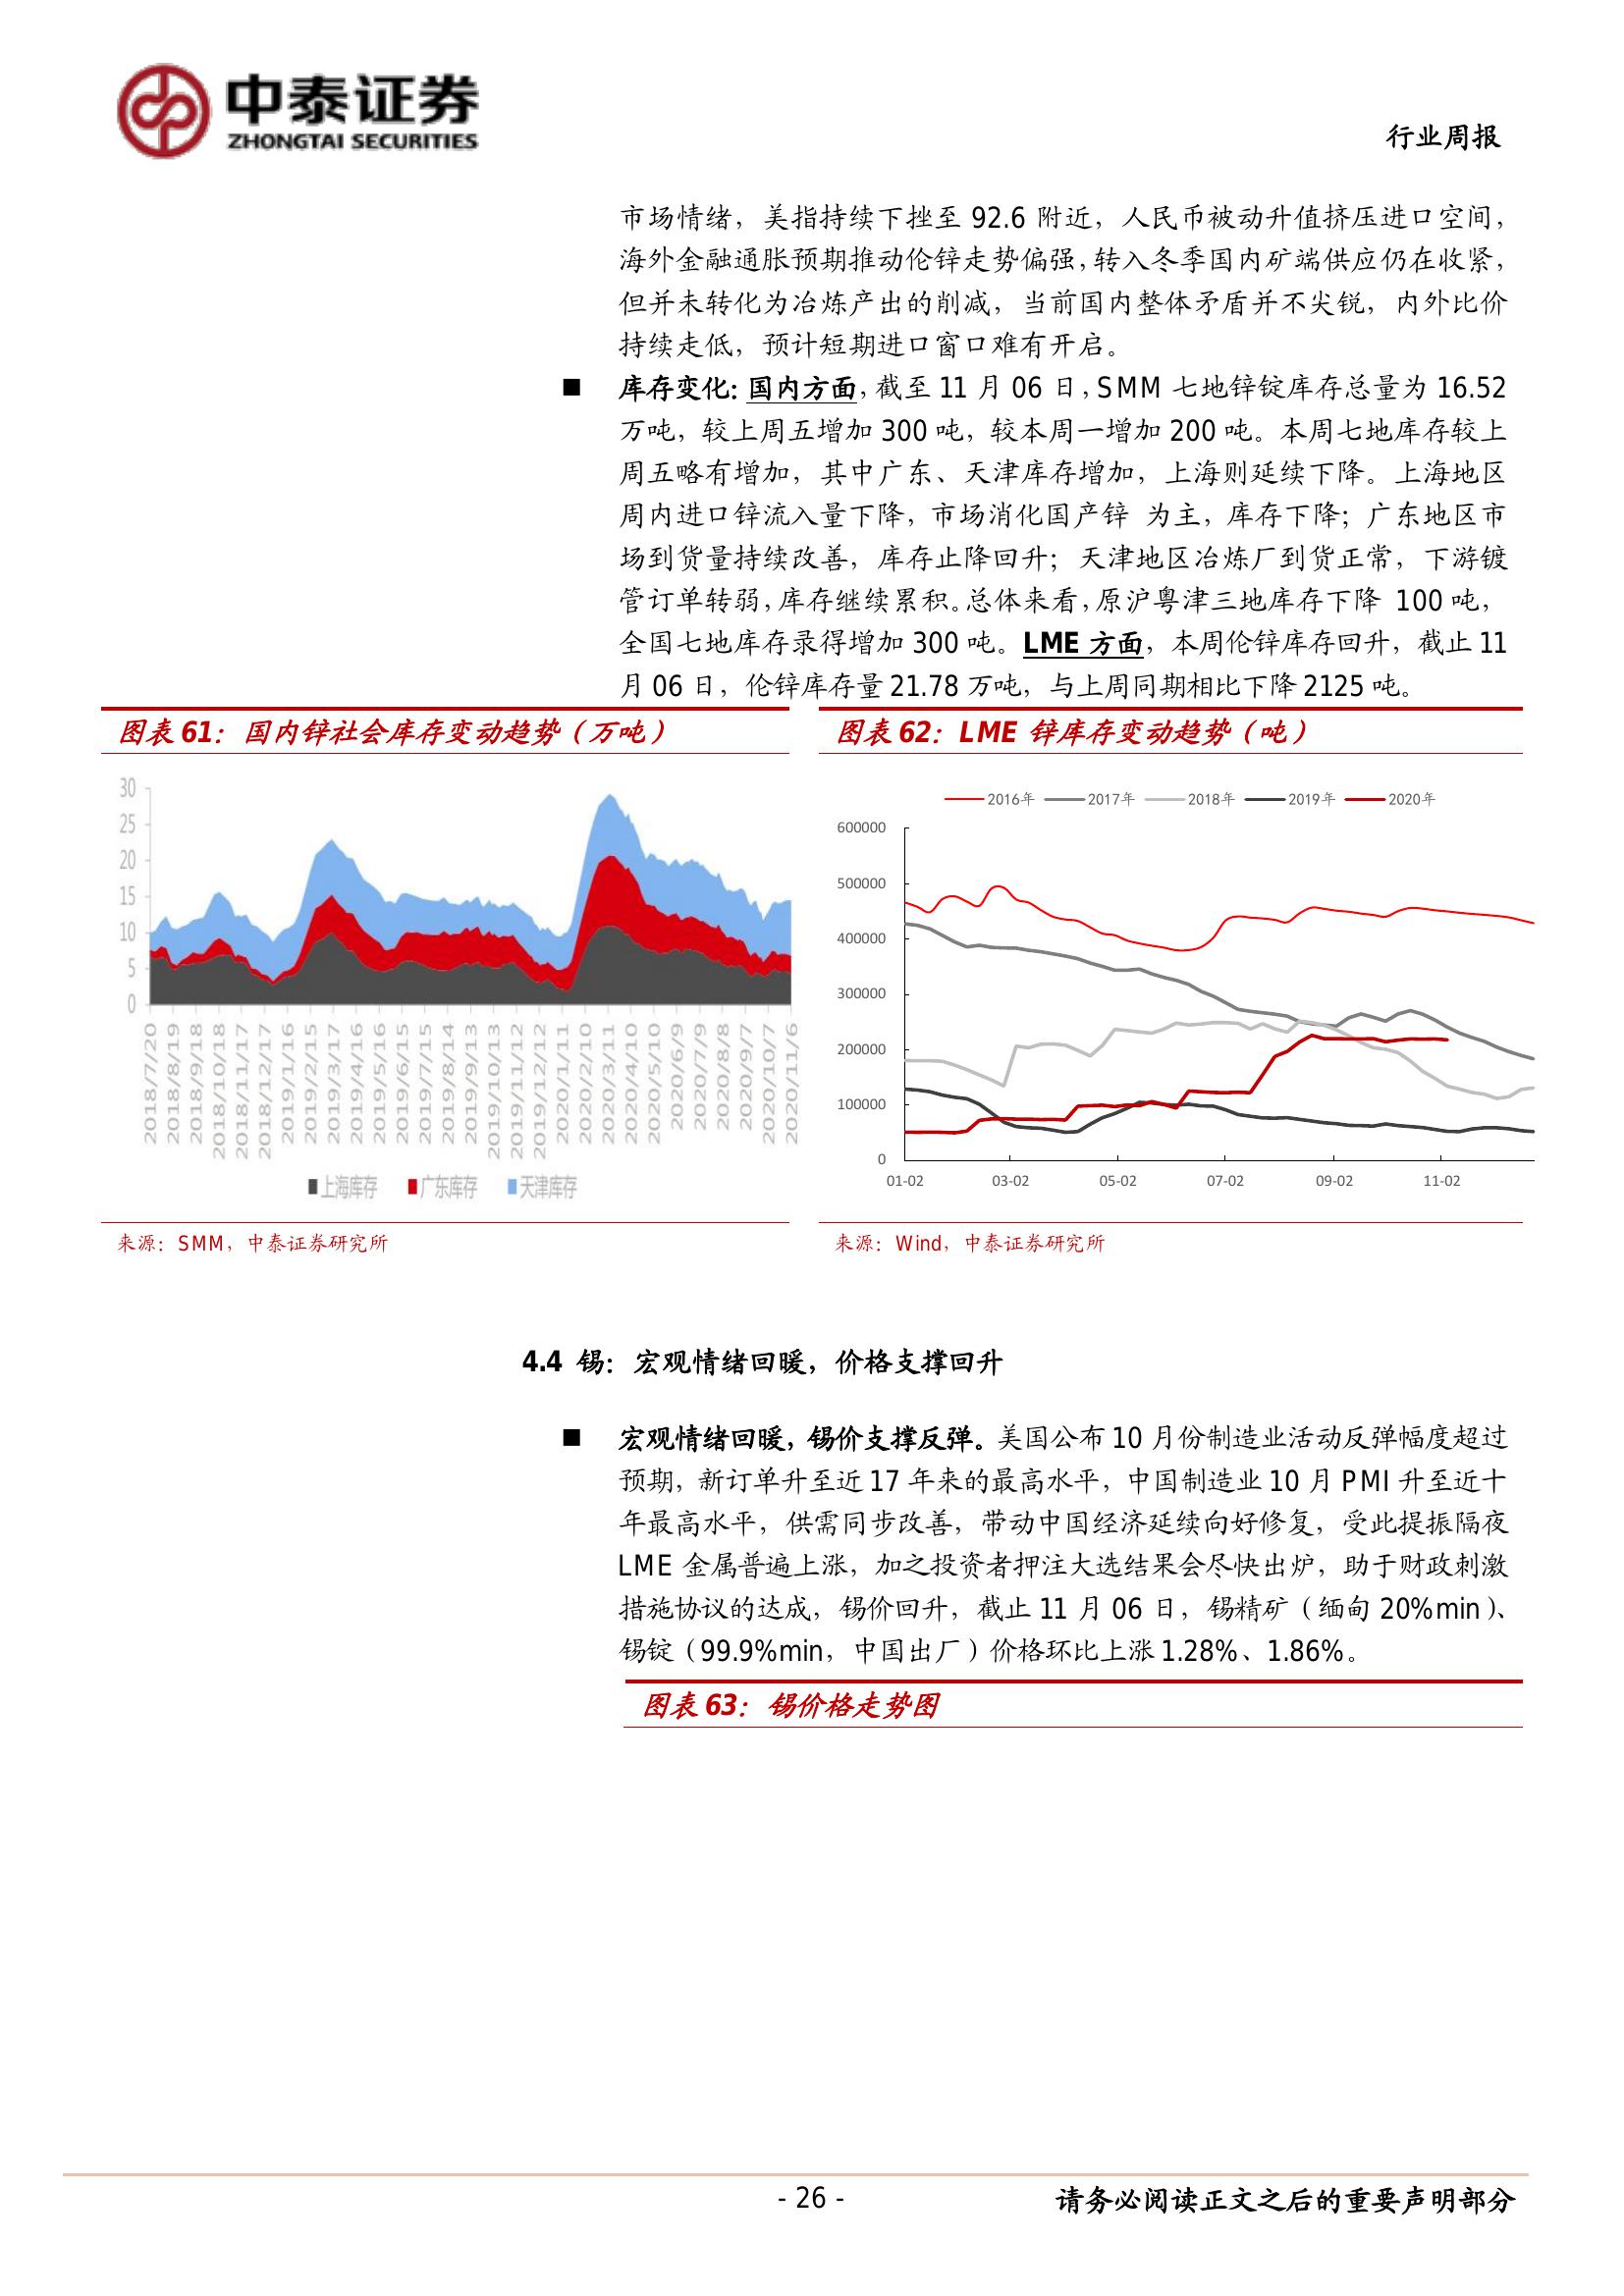 中泰证券
ZHONGTAI SECURITIES
行业周报
市场情绪，美指持续下挫至 92.6 附近，人民币被动升值挤压进口空间，
海外金融通胀预期推动伦锌走势偏强，转入冬季国内矿端供应仍在收紧，
但并未转化为冶炼产出的削减，当前国内整体矛盾并不尖锐，内外比价
持续走低，预计短期进口窗口难有开启。
■ 库存变化：国内方面，截至 11 月 06 日，SMM 七地锌锭库存总量为 16.52
万吨，较上周五增加 300 吨，较本周一增加 200 吨。本周七地库存较上
周五略有增加，其中广东、天津库存增加，上海则延续下降。上海地区
周内进口锌流入量下降，市场消化国产锌 为主，库存下降；广东地区市
场到货量持续改善，库存止降回升；天津地区冶炼厂到货正常，下游镀
管订单转弱，库存继续累积。总体来看，原沪粤津三地库存下降 100 吨，
全国七地库存录得增加 300 吨。LME 方面，本周伦锌库存回升，截止 11
月 06 日，伦锌库存量 21.78 万吨，与上周同期相比下降 2125 吨。
图表 61：国内锌社会库存变动趋势（万吨）
30
25
20
15
10
5
0
2018/7/20
2018/8/19
2018/9/18
2018/10/18
2018/11/17
2018/12/17
2019/1/16
2019/2/15
2019/3/17
2019/4/16
2019/5/16
2019/6/15
2019/7/15
2019/8/14
2019/9/13
2019/10/13
2019/11/12
2019/12/12
2020/1/11
2020/2/10
2020/3/11
2020/4/10
2020/5/10
2020/6/9
2020/7/9
2020/8/8
2020/9/7
2020/10/7
2020/11/6
上海库存 广东库存 天津库存
来源：SMM，中泰证券研究所
图表 62：LME 锌库存变动趋势（吨）
2016年 2017年 2018年 2019年 2020年
600000
500000
400000
300000
200000
100000
0
01-02 03-02 05-02 07-02 09-02 11-02
来源：Wind，中泰证券研究所
4.4 锡：宏观情绪回暖，价格支撑回升
■ 宏观情绪回暖，锡价支撑反弹。美国公布 10 月份制造业活动反弹幅度超过
预期，新订单升至近 17 年来的最高水平，中国制造业 10 月 PMI 升至近十
年最高水平，供需同步改善，带动中国经济延续向好修复，受此提振隔夜
LME 金属普遍上涨，加之投资者押注大选结果会尽快出炉，助于财政刺激
措施协议的达成，锡价回升，截止 11 月 06 日，锡精矿（缅甸 20%min）、
锡锭（99.9%min，中国出厂）价格环比上涨 1.28%、1.86%。
图表 63：锡价格走势图
- 26 -
请务必阅读正文之后的重要声明部分